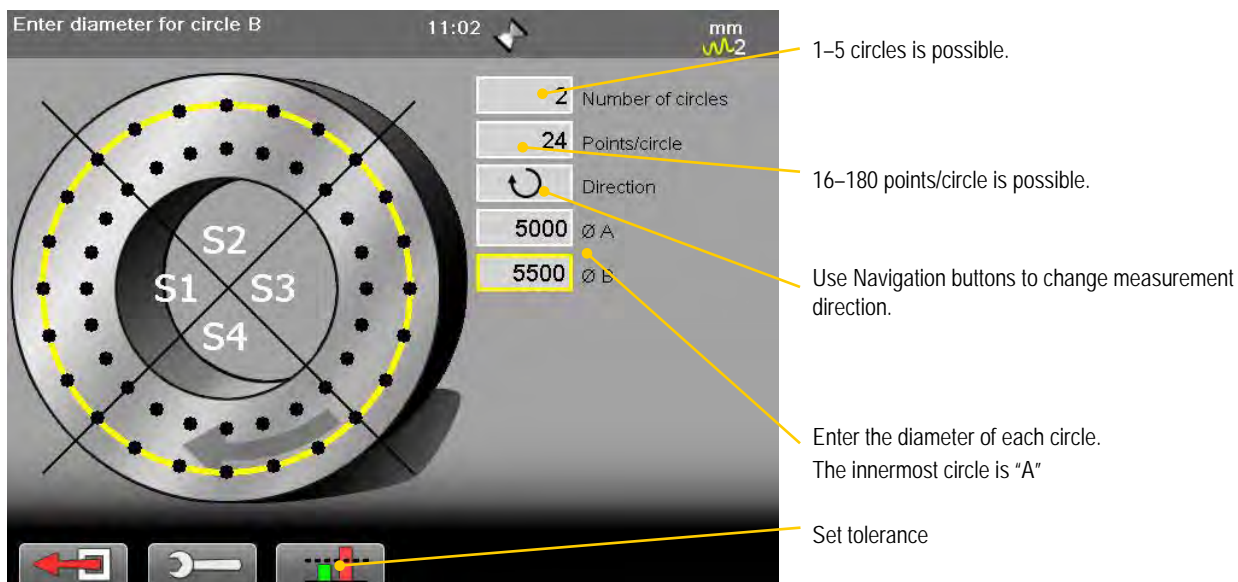 Enter diameter for circle B
11:02
mm
2
2 Number of circles
24 Points/circle
Direction
5000 Ø A
5500 Ø B
S2
S1 S3
S4
1–5 circles is possible.
16–180 points/circle is possible.
Use Navigation buttons to change measurement
direction.
Enter the diameter of each circle.
The innermost circle is “A”
Set tolerance